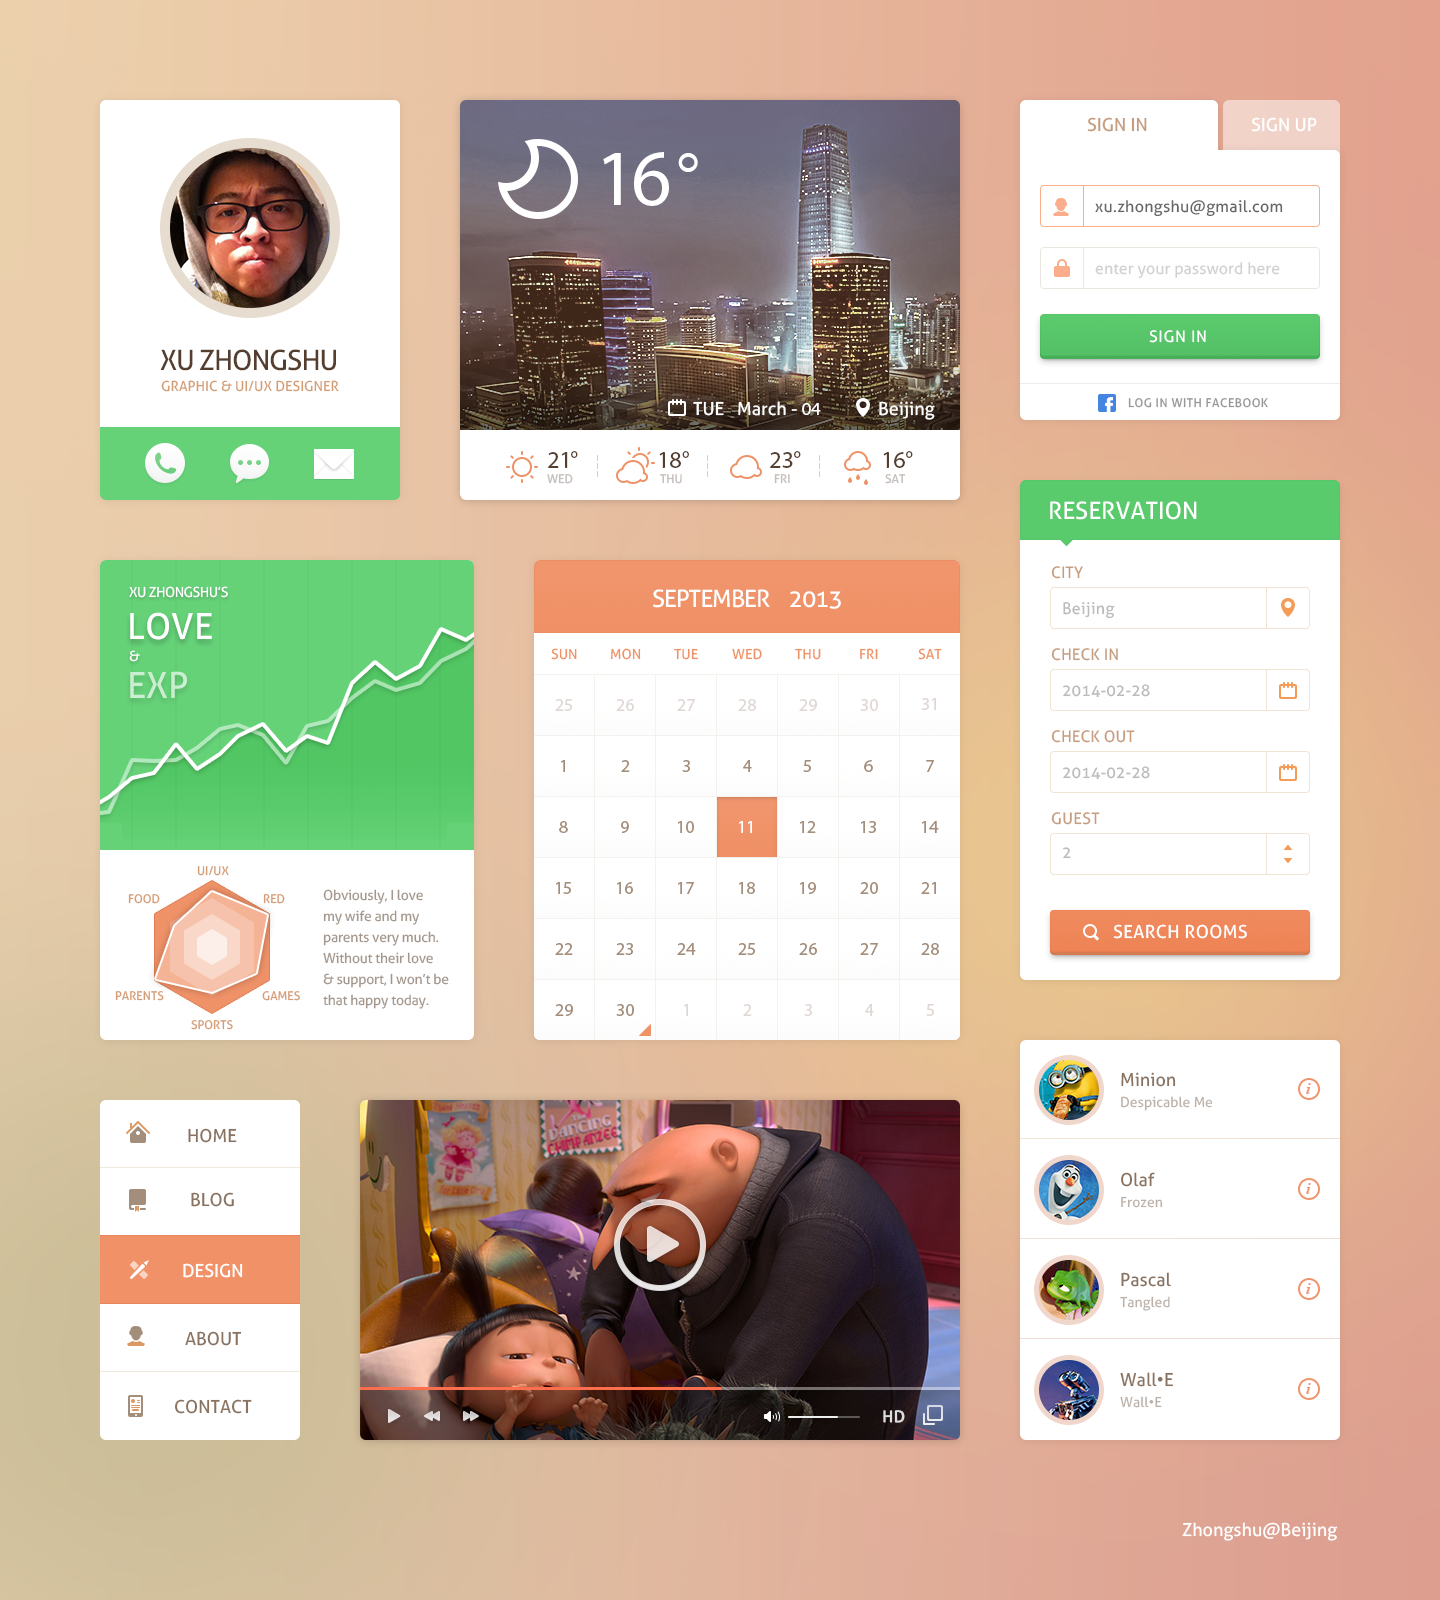 XU ZHONGSHU
GRAPHIC & UI/UX DESIGNER
16°
TUE March - 04 Beijing
21° 18° 23° 16°
WED THU FRI SAT
SIGN IN SIGN UP
xu.zhongshu@gmail.com
enter your password here
SIGN IN
LOG IN WITH FACEBOOK
XU ZHONGSHU'S
LOVE
&
EXP
UI/UX
FOOD RED
PARENTS GAMES
SPORTS
Obviously, I love
my wife and my
parents very much.
Without their love
& support, I won't be
that happy today.
SEPTEMBER 2013
SUN MON TUE WED THU FRI SAT
25 26 27 28 29 30 31
1 2 3 4 5 6 7
8 9 10 11 12 13 14
15 16 17 18 19 20 21
22 23 24 25 26 27 28
29 30 1 2 3 4 5
RESERVATION
CITY
Beijing
CHECK IN
2014-02-28
CHECK OUT
2014-02-28
GUEST
2
SEARCH ROOMS
HOME
BLOG
DESIGN
ABOUT
CONTACT
Dancing
CHIMPANZEE
HD
Minion
Despicable Me
i
Olaf
Frozen
i
Pascal
Tangled
i
Wall•E
Wall•E
i
Zhongshu@Beijing